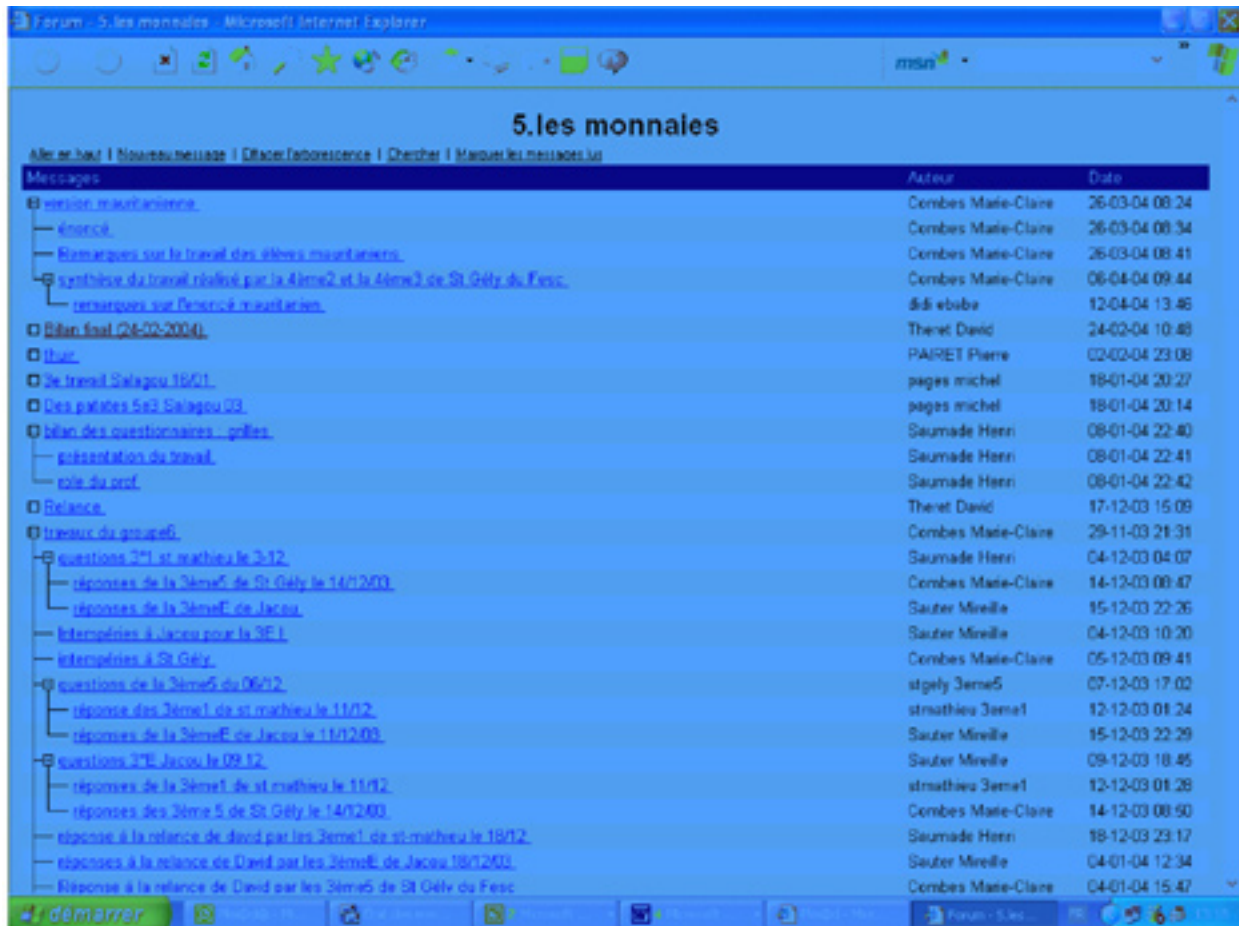 Forum - 5.les monnaies - Microsoft Internet Explorer
msn
5.les monnaies
Aller en haut | Nouveau message | Effacer l'arborescence | Chercher | Marquer les messages lus
Messages Auteur Date
version mauritanienne Combes Marie-Claire 26-03-04 08:24
énoncé Combes Marie-Claire 26-03-04 08:34
Remarques sur le travail des élèves mauritaniens Combes Marie-Claire 26-03-04 08:41
synthèse du travail réalisé par la 4ème2 et la 4ème3 de St Gély du Fesc Combes Marie-Claire 06-04-04 09:44
remarques sur l'enoncé mauritanien didi ebabe 12-04-04 13:46
Bilan final (24-02-2004) Theret David 24-02-04 10:48
thuir PAIRET Pierre 02-02-04 23:08
3e travail Salagou 18/01 pages michel 18-01-04 20:27
Des patates 5e3 Salagou 03 pages michel 18-01-04 20:14
bilan des questionnaires : grilles Saumade Henri 08-01-04 22:40
présentation du travail Saumade Henri 08-01-04 22:41
role du prof Saumade Henri 08-01-04 22:42
Relance Theret David 17-12-03 15:09
travaux du groupe6 Combes Marie-Claire 29-11-03 21:31
questions 3°1 st mathieu le 3-12 Saumade Henri 04-12-03 04:07
réponses de la 3ème5 de St Gély le 14/12/03 Combes Marie-Claire 14-12-03 08:47
réponses de la 3èmeE de Jacou Sauter Mireille 15-12-03 22:26
Intempéries à Jacou pour la 3E ! Sauter Mireille 04-12-03 10:20
intempéries à St Gély Combes Marie-Claire 05-12-03 09:41
questions de la 3ème5 du 06/12 stgely 3eme5 07-12-03 17:02
réponse des 3ème1 de st mathieu le 11/12 stmathieu 3eme1 12-12-03 01:24
réponses de la 3èmeE de Jacou le 11/12/03 Sauter Mireille 15-12-03 22:29
questions 3°E Jacou le 09.12 Sauter Mireille 09-12-03 18:45
réponses de la 3ème1 de st mathieu le 11/12 stmathieu 3eme1 12-12-03 01:28
réponses des 3ème 5 de St Gély le 14/12/03 Combes Marie-Claire 14-12-03 08:50
réponse à la relance de david par les 3eme1 de st-mathieu le 18/12 Saumade Henri 18-12-03 23:17
réponses à la relance de David par les 3èmeE de Jacou 18/12/03 Sauter Mireille 04-01-04 12:34
Réponse à la relance de David par les 3ème5 de St Gély du Fesc Combes Marie-Claire 04-01-04 15:47
démarrer Forum - 5.les... FR